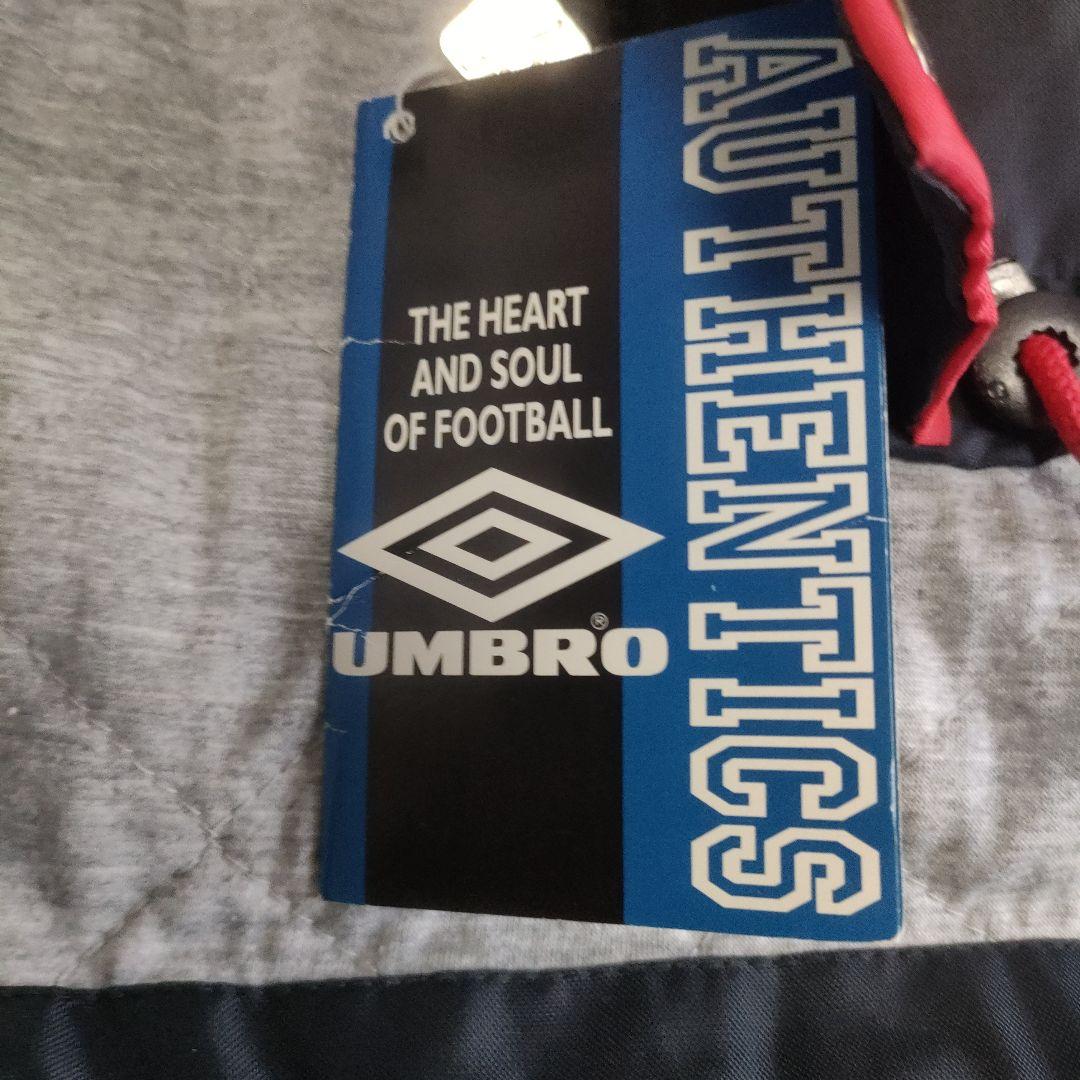 THE HEART
AND SOUL
OF FOOTBALL
UMBRO®
AUTHENTICS